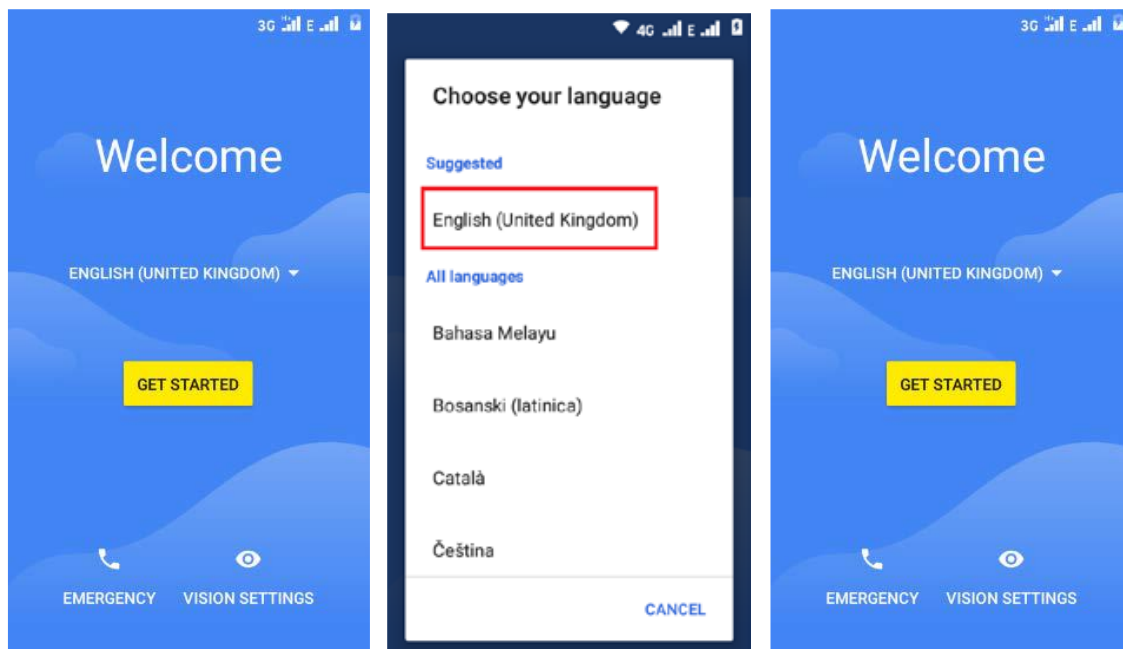 3G E
Welcome
ENGLISH (UNITED KINGDOM)
GET STARTED
EMERGENCY VISION SETTINGS
4G E
Choose your language
Suggested
English (United Kingdom)
All languages
Bahasa Melayu
Bosanski (latinica)
Català
Čeština
CANCEL
3G E
Welcome
ENGLISH (UNITED KINGDOM)
GET STARTED
EMERGENCY VISION SETTINGS